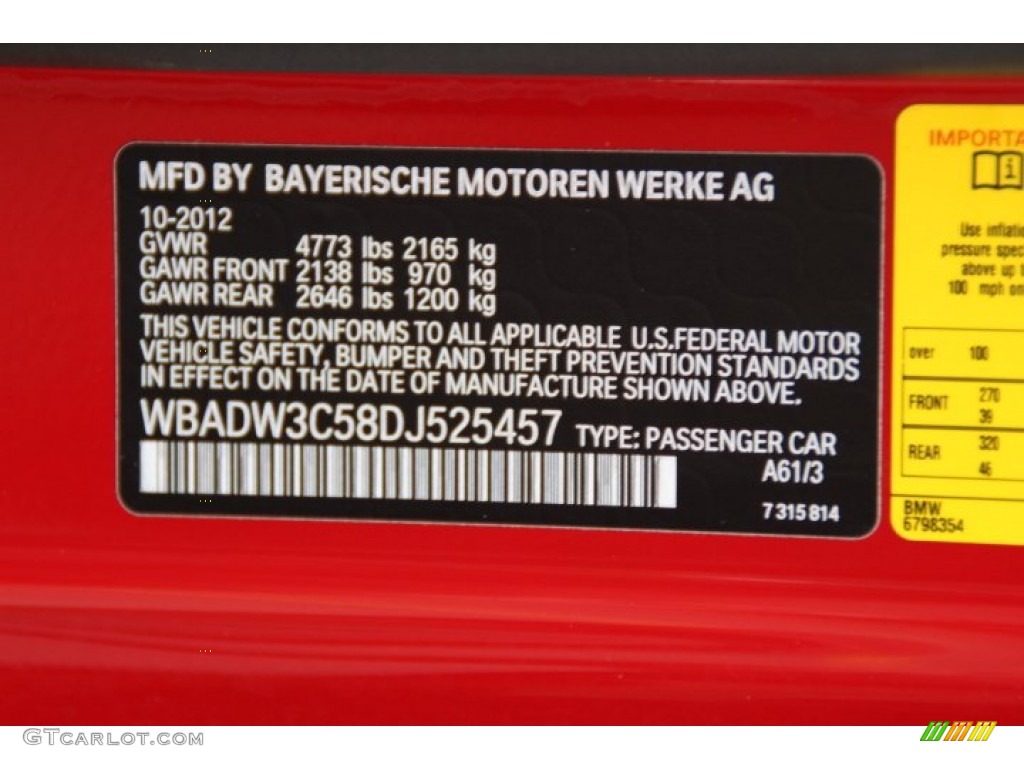 MFD BY BAYERISCHE MOTOREN WERKE AG
10-2012
GVWR 4773 lbs 2165 kg
GAWR FRONT 2138 lbs 970 kg
GAWR REAR 2646 lbs 1200 kg
THIS VEHICLE CONFORMS TO ALL APPLICABLE U.S.FEDERAL MOTOR
VEHICLE SAFETY, BUMPER AND THEFT PREVENTION STANDARDS
IN EFFECT ON THE DATE OF MANUFACTURE SHOWN ABOVE.
WBADW3C58DJ525457 TYPE: PASSENGER CAR
A61/3
7 315 814
IMPORTA
Use inflatio
pressure spec
above up t
100 mph on
over 100
FRONT 270
39
REAR 320
46
BMW
6798354
GTCARLOT.COM